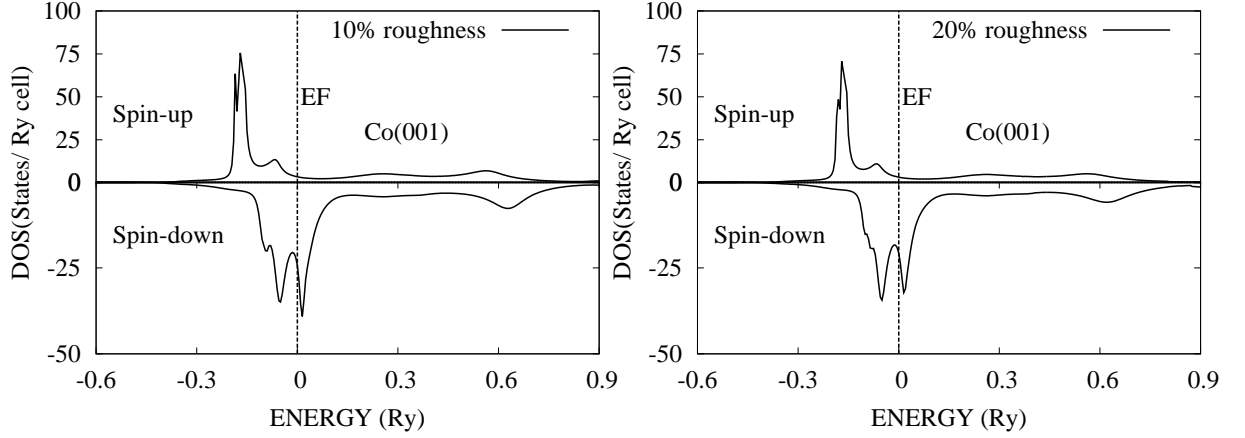 DOS(States/ Ry cell)
100
75
50
25
0
-25
-50
10% roughness
EF
Spin-up
Co(001)
Spin-down
-0.6
-0.3
0
0.3
0.6
0.9
ENERGY (Ry)
DOS(States/ Ry cell)
100
75
50
25
0
-25
-50
20% roughness
EF
Spin-up
Co(001)
Spin-down
-0.6
-0.3
0
0.3
0.6
0.9
ENERGY (Ry)